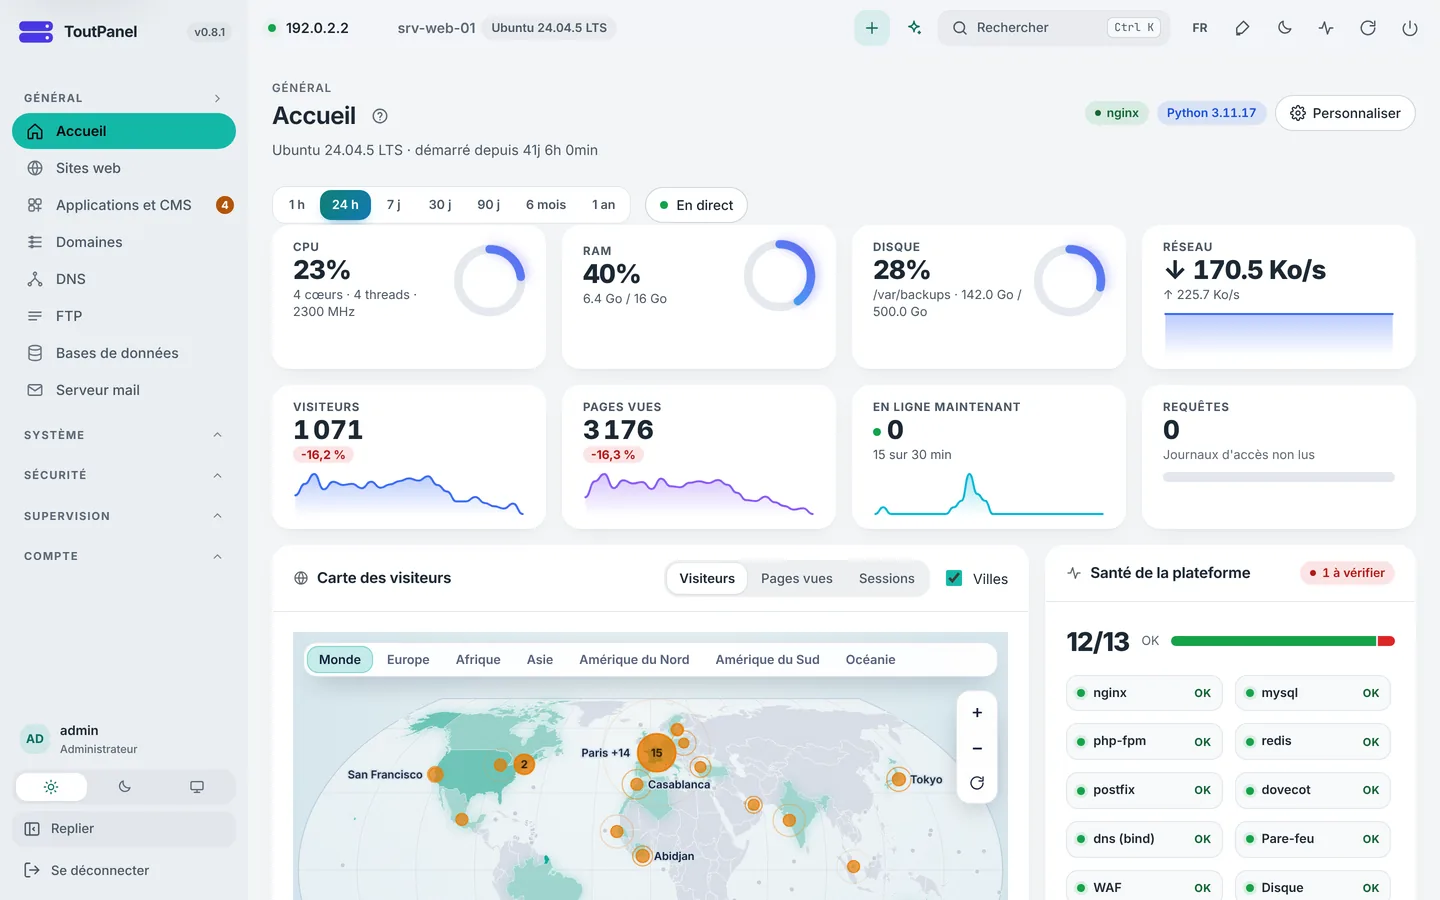 ToutPanel
v0.8.1
192.0.2.2
srv-web-01
Ubuntu 24.04.5 LTS
Rechercher
Ctrl K
FR
GÉNÉRAL
Accueil
Sites web
Applications et CMS
4
Domaines
DNS
FTP
Bases de données
Serveur mail
SYSTÈME
SÉCURITÉ
SUPERVISION
COMPTE
AD
admin
Administrateur
Replier
Se déconnecter
GÉNÉRAL
Accueil
Ubuntu 24.04.5 LTS · démarré depuis 41j 6h 0min
nginx
Python 3.11.17
Personnaliser
1 h
24 h
7 j
30 j
90 j
6 mois
1 an
En direct
CPU
23%
4 cœurs · 4 threads ·
2300 MHz
RAM
40%
6.4 Go / 16 Go
DISQUE
28%
/var/backups · 142.0 Go /
500.0 Go
RÉSEAU
↓ 170.5 Ko/s
↑ 225.7 Ko/s
VISITEURS
1 071
-16,2 %
PAGES VUES
3 176
-16,3 %
EN LIGNE MAINTENANT
0
15 sur 30 min
REQUÊTES
0
Journaux d'accès non lus
Carte des visiteurs
Visiteurs
Pages vues
Sessions
Villes
Monde
Europe
Afrique
Asie
Amérique du Nord
Amérique du Sud
Océanie
+
−
San Francisco
2
Paris +14
15
Casablanca
Tokyo
Abidjan
Santé de la plateforme
1 à vérifier
12/13
OK
nginx
OK
mysql
OK
php-fpm
OK
redis
OK
postfix
OK
dovecot
OK
dns (bind)
OK
Pare-feu
OK
WAF
OK
Disque
OK